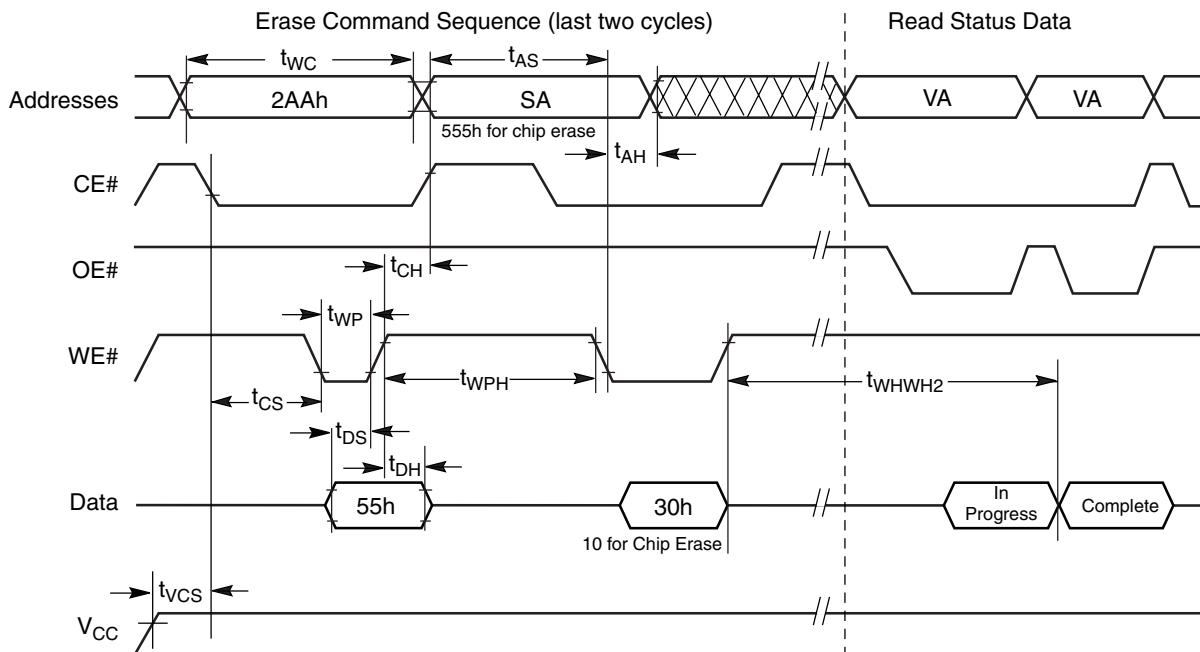 Erase Command Sequence (last two cycles)
Read Status Data
tWC
tAS
Addresses
2AAh
SA
VA
VA
555h for chip erase
tAH
CE#
OE#
tCH
tWP
WE#
tWPH
tWHWH2
tCS
tDS
tDH
Data
55h
30h
In
Progress
Complete
10 for Chip Erase
tVCS
VCC